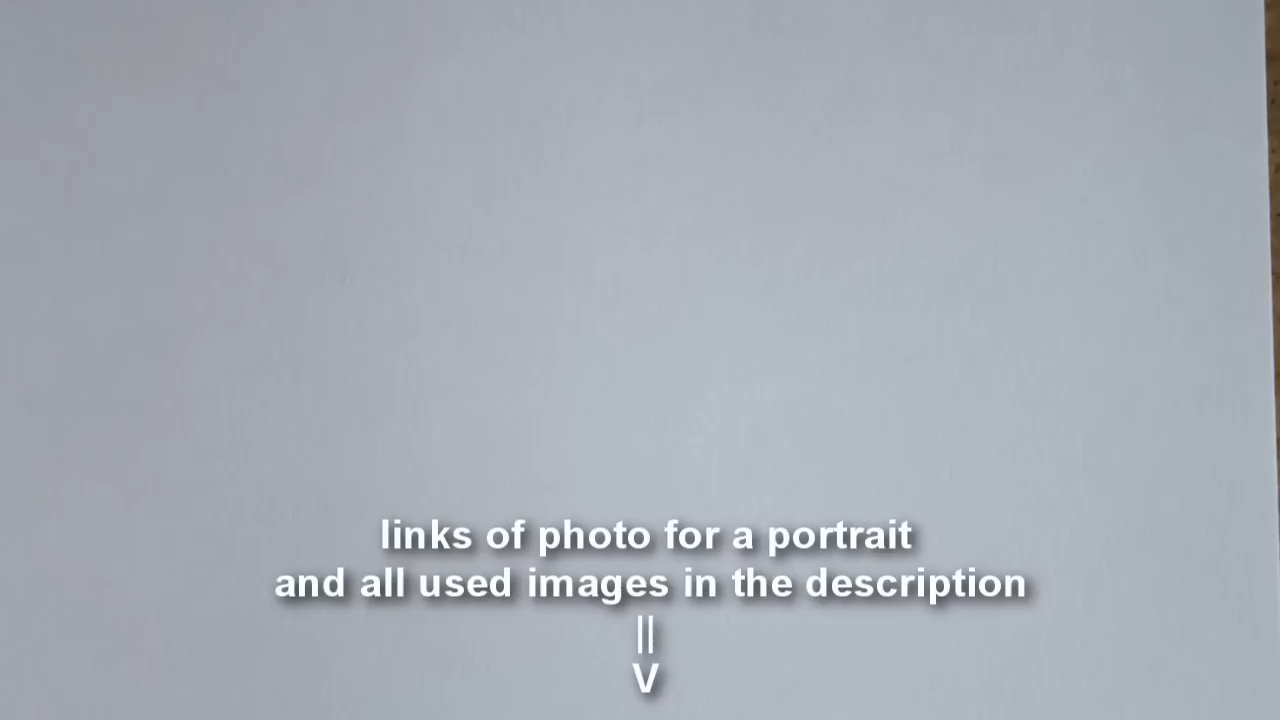 links of photo for a portrait
and all used images in the description
||
V